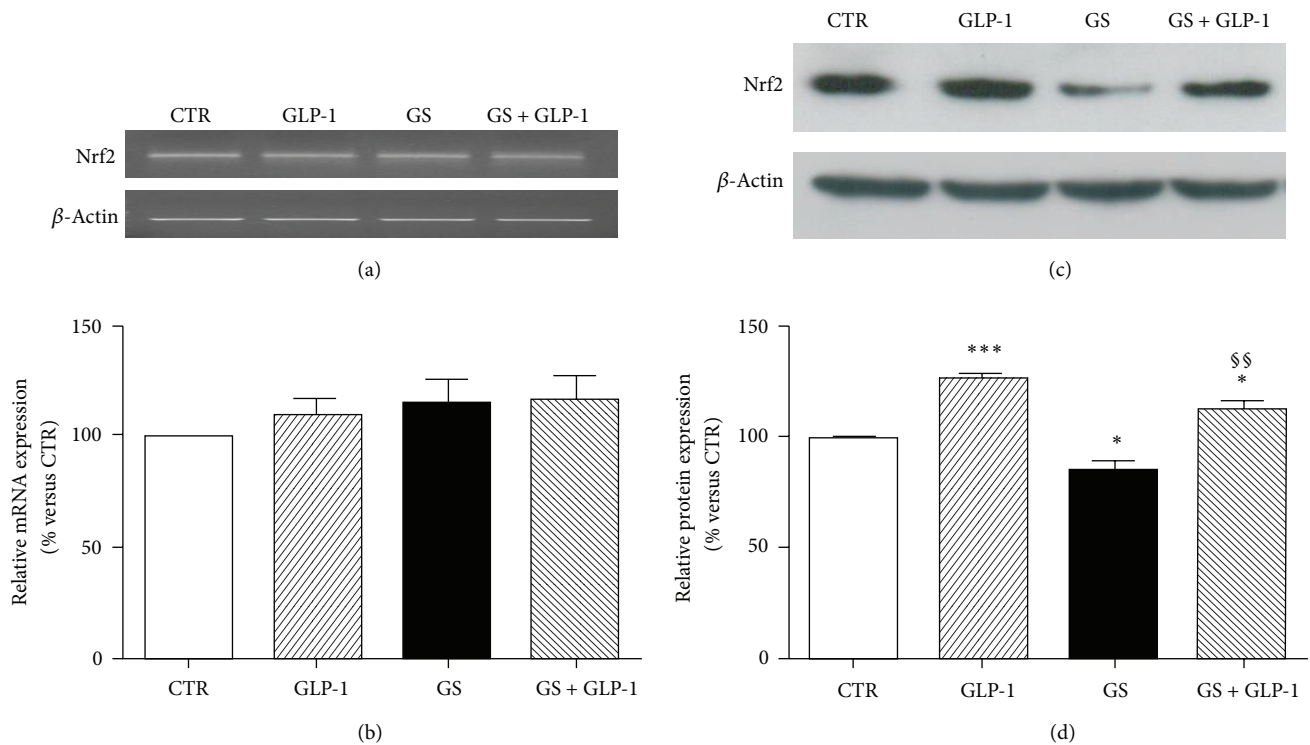 CTR GLP-1 GS GS + GLP-1
Nrf2
β-Actin
(a)
CTR GLP-1 GS GS + GLP-1
Nrf2
β-Actin
(c)
Relative mRNA expression
(% versus CTR)
150
100
50
0
CTR GLP-1 GS GS + GLP-1
(b)
Relative protein expression
(% versus CTR)
150
100
50
0
***
*
§§
*
CTR GLP-1 GS GS + GLP-1
(d)